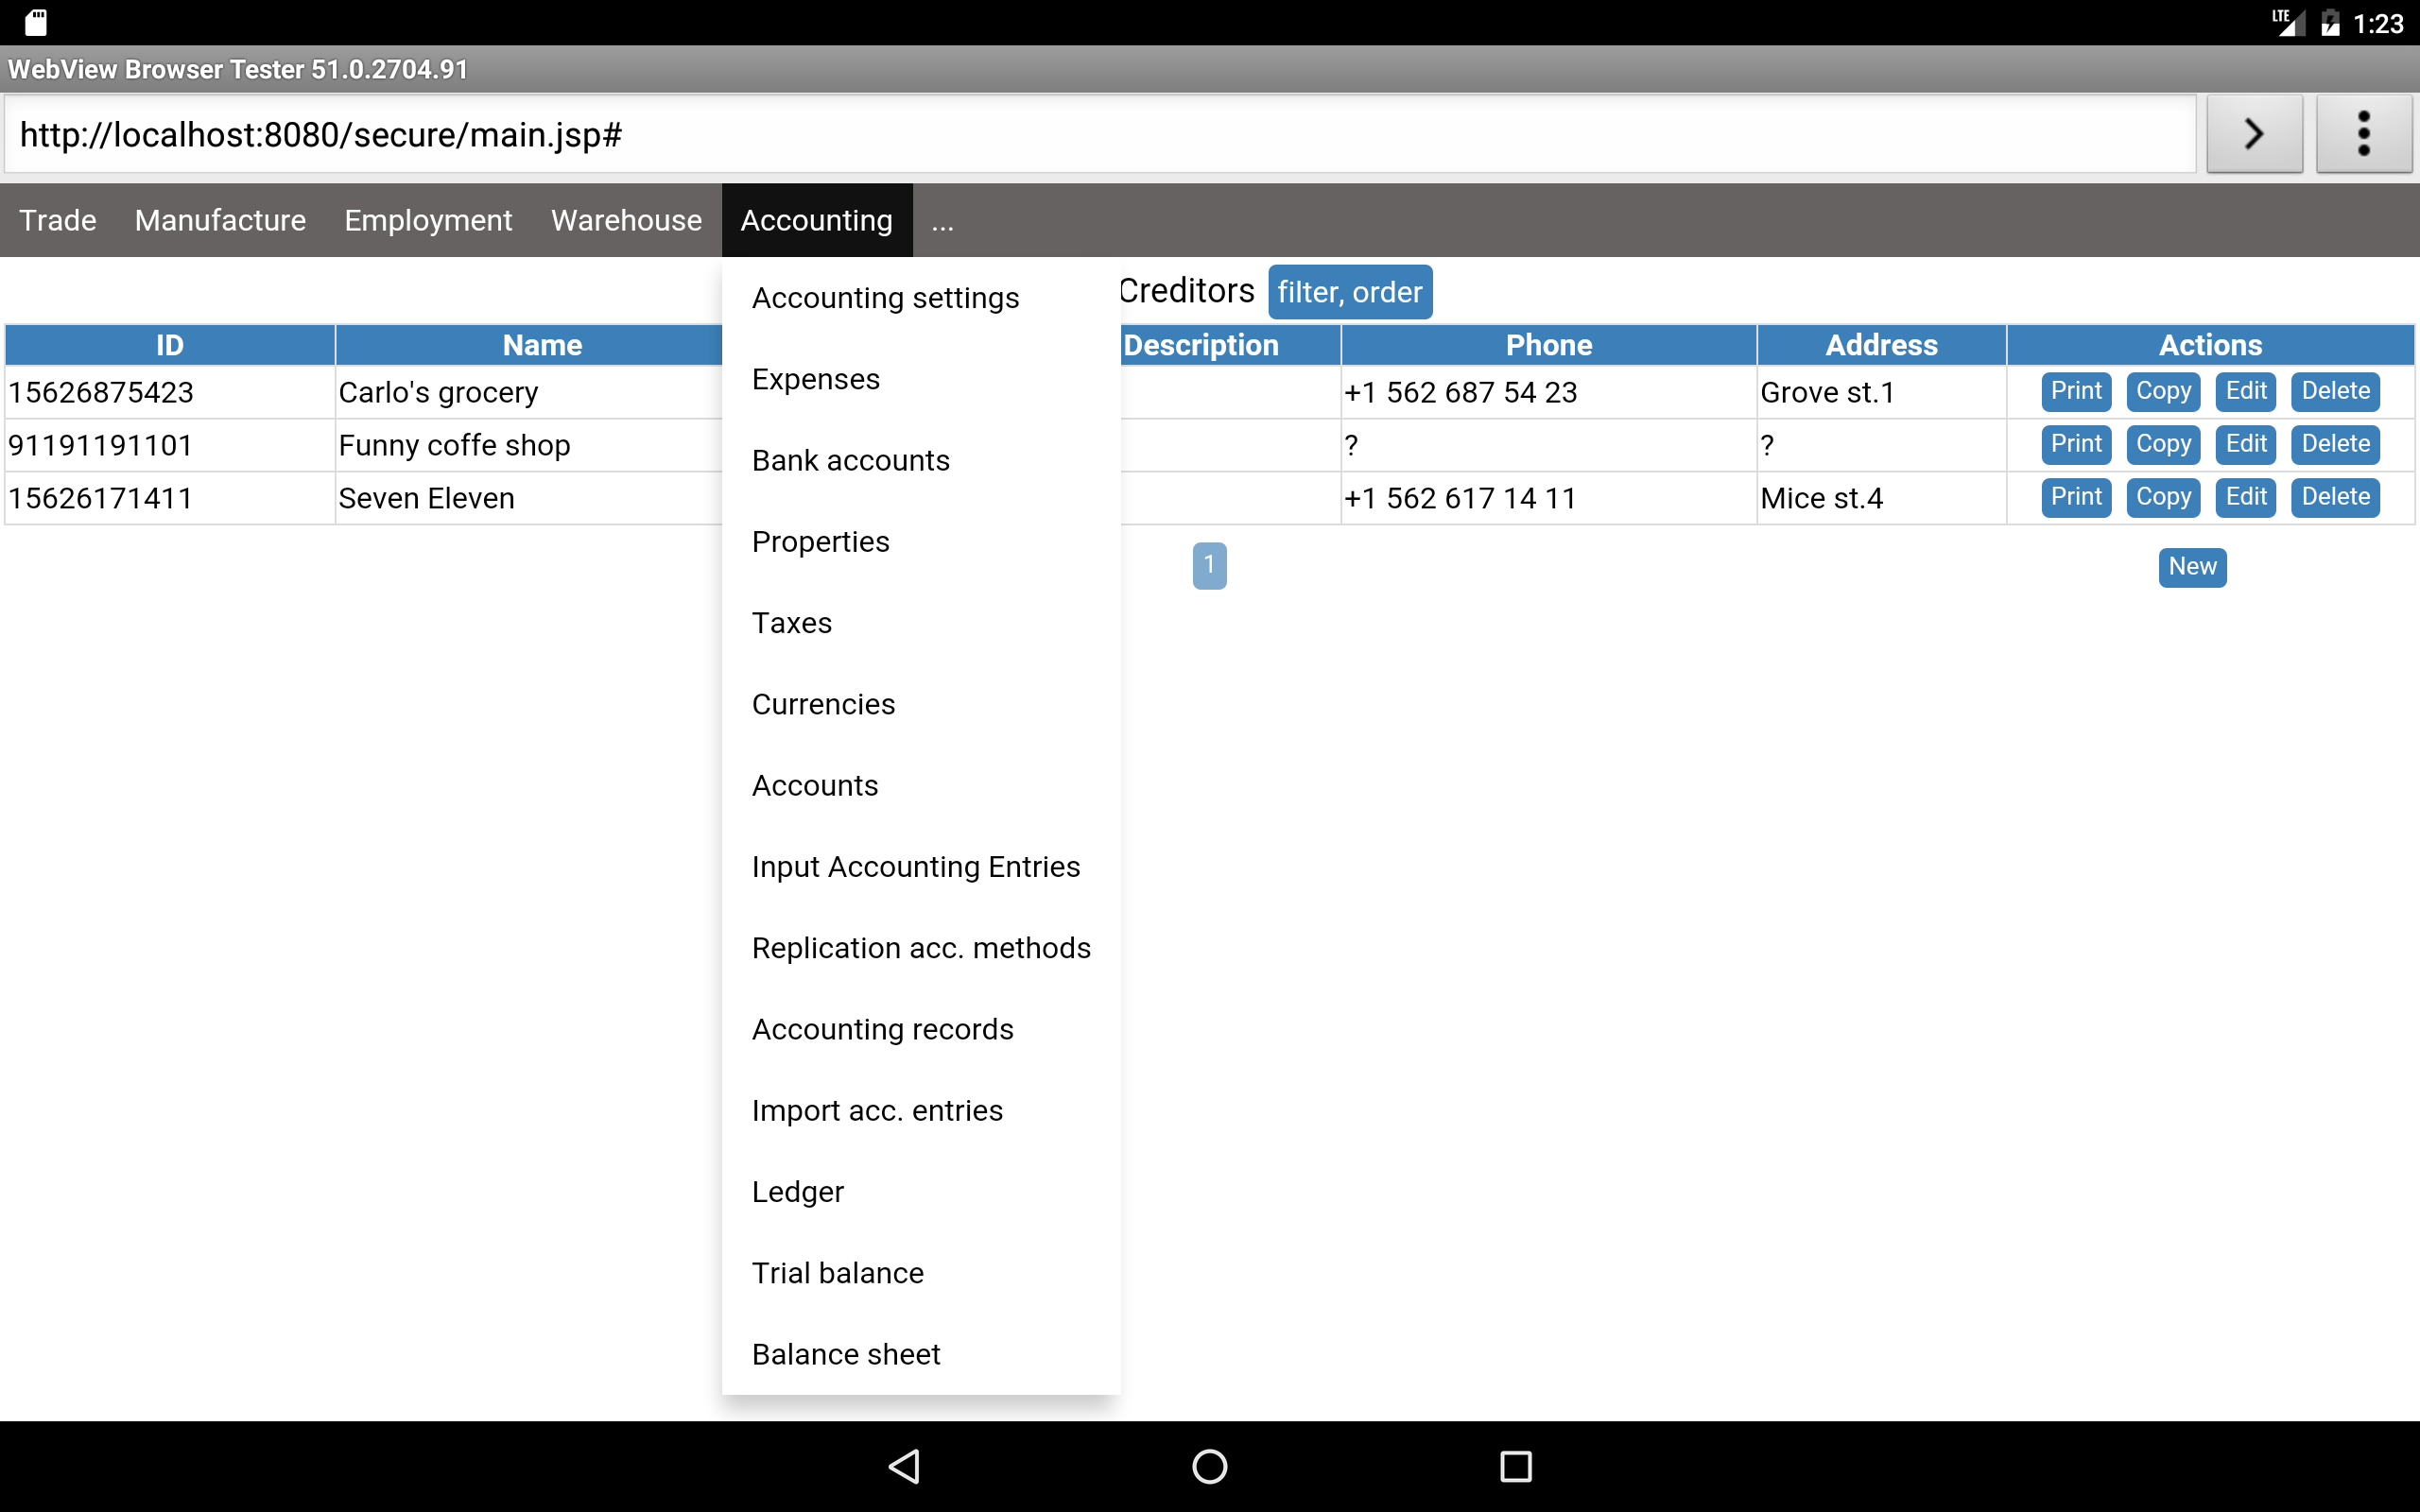 LTE 1:23
WebView Browser Tester 51.0.2704.91
http://localhost:8080/secure/main.jsp#
Trade Manufacture Employment Warehouse Accounting ...
Creditors filter, order
ID Name Description Phone Address Actions
15626875423 Carlo's grocery +1 562 687 54 23 Grove st.1 Print Copy Edit Delete
91191191101 Funny coffe shop ? ? Print Copy Edit Delete
15626171411 Seven Eleven +1 562 617 14 11 Mice st.4 Print Copy Edit Delete
1 New
Accounting settings
Expenses
Bank accounts
Properties
Taxes
Currencies
Accounts
Input Accounting Entries
Replication acc. methods
Accounting records
Import acc. entries
Ledger
Trial balance
Balance sheet